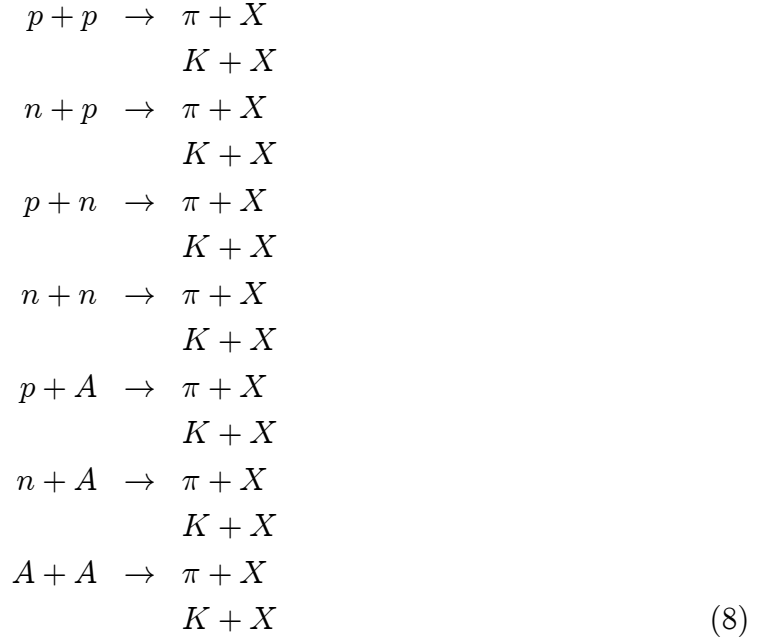 p + p → π + X
K + X
n + p → π + X
K + X
p + n → π + X
K + X
n + n → π + X
K + X
p + A → π + X
K + X
n + A → π + X
K + X
A + A → π + X
K + X (8)